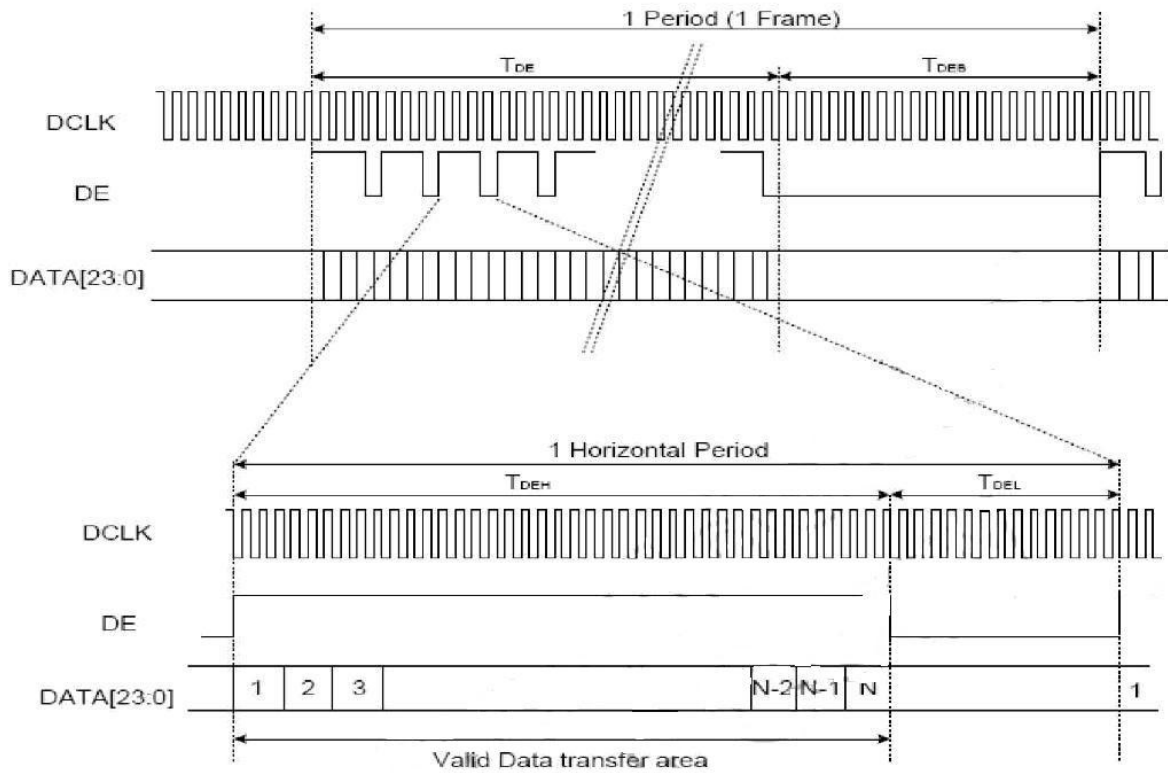 1 Period (1 Frame)
TDE
TDEB
DCLK
DE
DATA[23:0]
1 Horizontal Period
TDEH
TDEL
DCLK
DE
DATA[23:0]
1 2 3 N-2 N-1 N 1
Valid Data transfer area